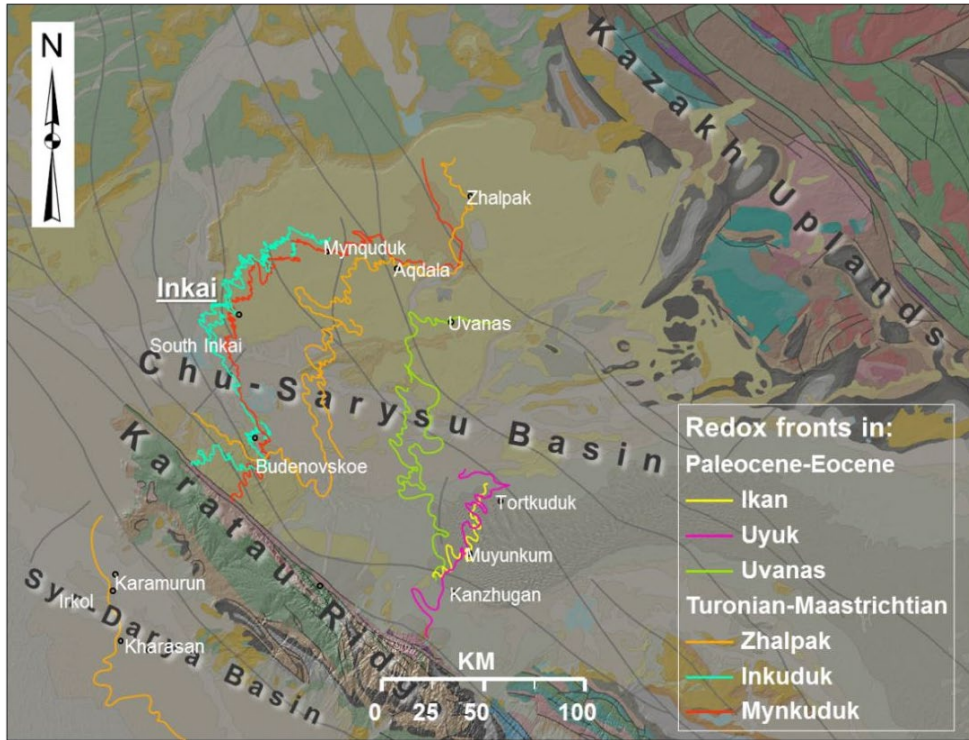 N
Kazakh Uplands
Zhalpak
Mynquduk
Aqdala
Inkai
Uvanas
South Inkai
Chu-Sarysu Basin
Karatau Ridge
Budenovskoe
Tortkuduk
Muyunkum
Kanzhugan
Karamurun
Irkol
Kharasan
Syr-Darya Basin
KM
0 25 50 100
Redox fronts in:
Paleocene-Eocene
Ikan
Uyuk
Uvanas
Turonian-Maastrichtian
Zhalpak
Inkuduk
Mynkuduk